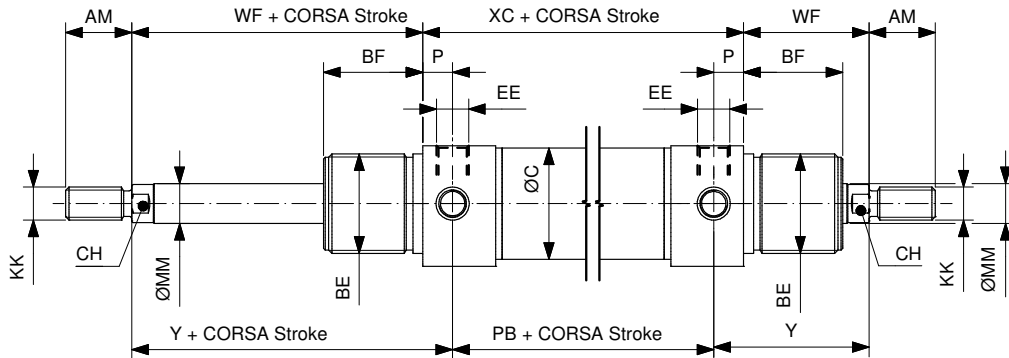 AM
WF + CORSA Stroke
XC + CORSA Stroke
WF
AM
BF
P
P
BF
EE
EE
ØC
KK
CH
ØMM
BE
BE
CH
KK
ØMM
Y + CORSA Stroke
PB + CORSA Stroke
Y